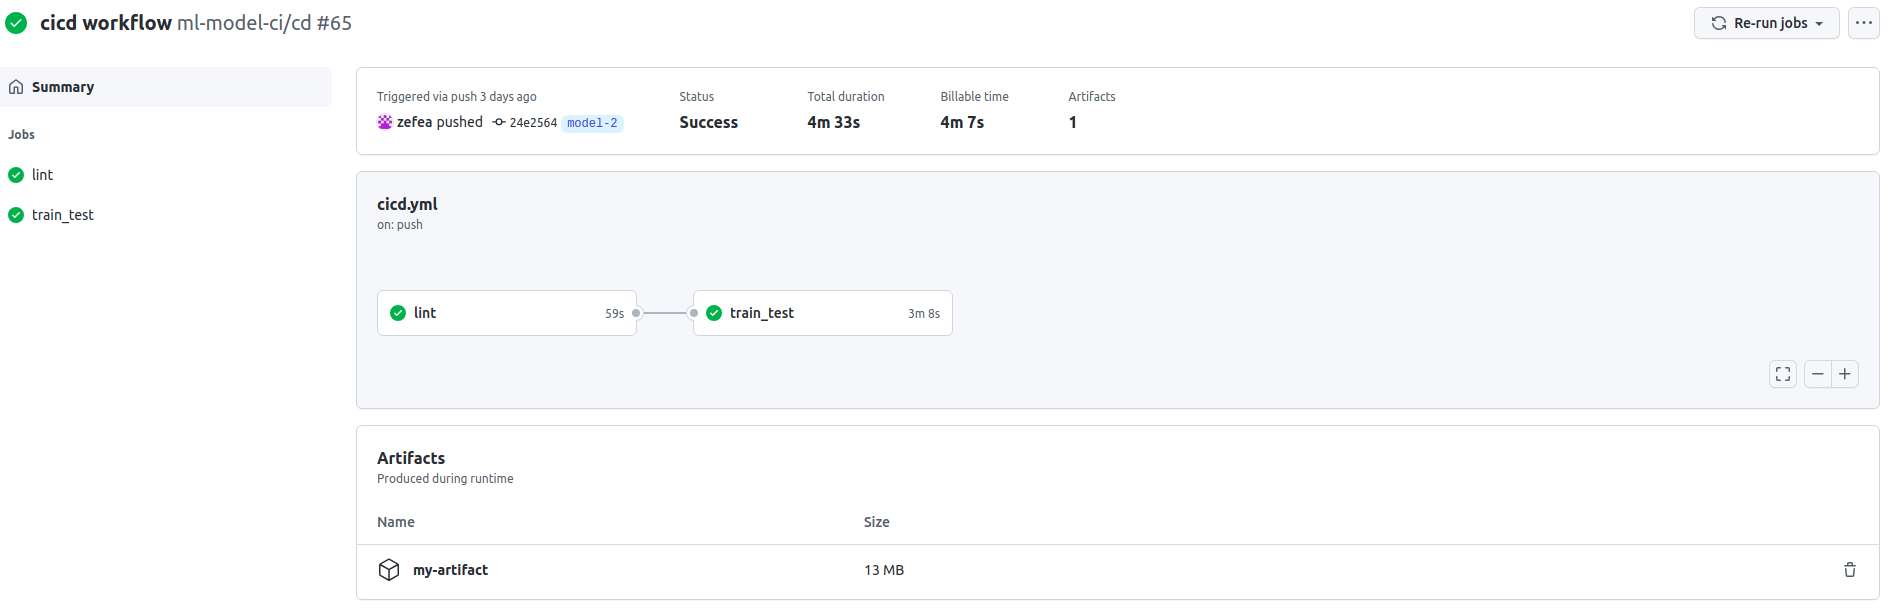 cicd workflow ml-model-ci/cd #65
Re-run jobs
Summary
Jobs
lint
train_test
Triggered via push 3 days ago
zefea pushed 24e2564 model-2
Status
Success
Total duration
4m 33s
Billable time
4m 7s
Artifacts
1
cicd.yml
on: push
lint 59s
train_test 3m 8s
Artifacts
Produced during runtime
Name Size
my-artifact 13 MB